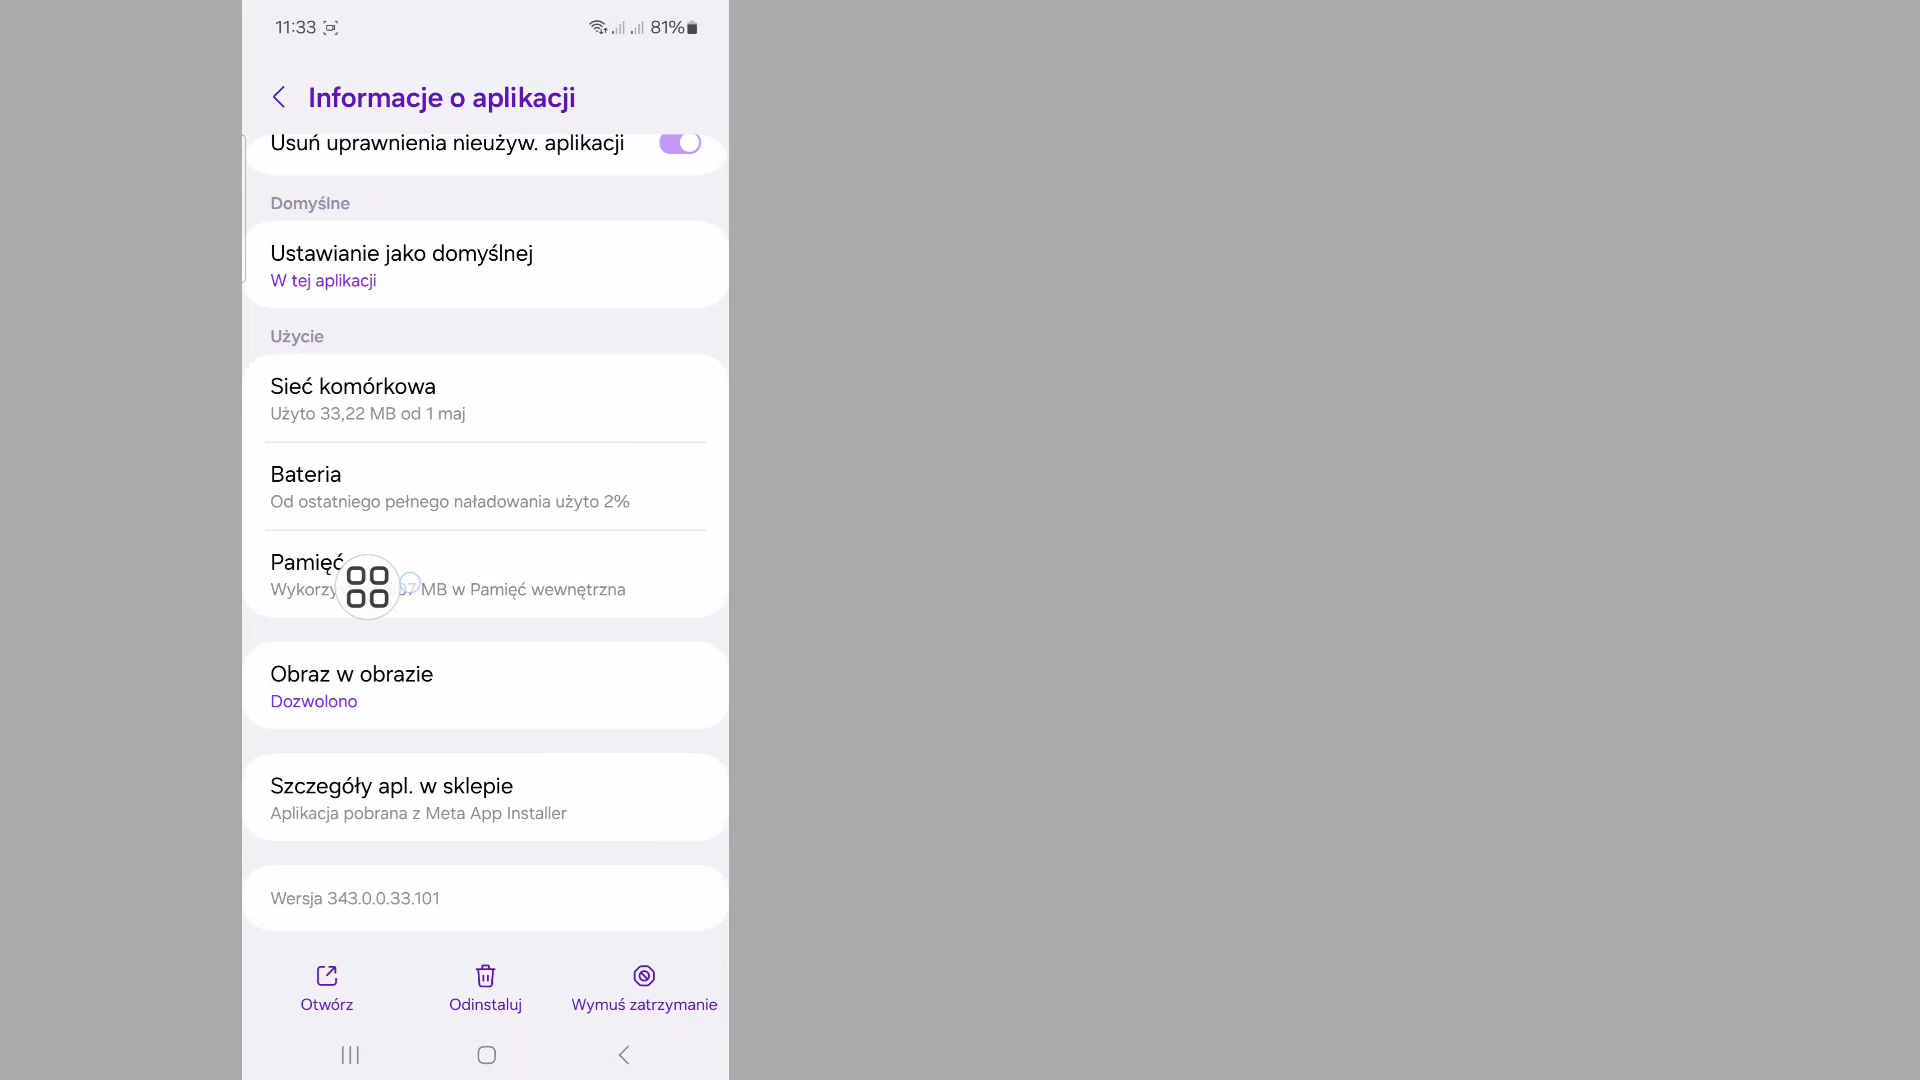 11:33
81%
Informacje o aplikacji
Usuń uprawnienia nieużyw. aplikacji
Domyślne
Ustawianie jako domyślnej
W tej aplikacji
Użycie
Sieć komórkowa
Użyto 33,22 MB od 1 maj
Bateria
Od ostatniego pełnego naładowania użyto 2%
Pamięć
MB w Pamięć wewnętrzna
Obraz w obrazie
Dozwolono
Szczegóły apl. w sklepie
Aplikacja pobrana z Meta App Installer
Wersja 343.0.0.33.101
Otwórz
Odinstaluj
Wymuś zatrzymanie